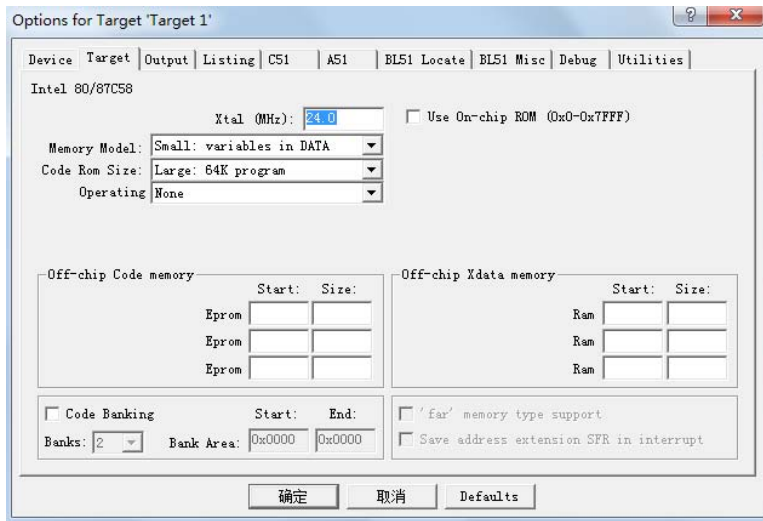 Options for Target 'Target 1'
Device Target Output Listing C51 A51 BL51 Locate BL51 Misc Debug Utilities
Intel 80/87C58
Xtal (MHz): 24.0 Use On-chip ROM (0x0-0x7FFF)
Memory Model: Small: variables in DATA
Code Rom Size: Large: 64K program
Operating None
Off-chip Code memory Off-chip Xdata memory
Start: Size: Start: Size:
Eprom Ram
Eprom Ram
Eprom Ram
Code Banking Start: End: 'far' memory type support
Banks: 2 Bank Area: 0x0000 0x0000 Save address extension SFR in interrupt
确定 取消 Defaults